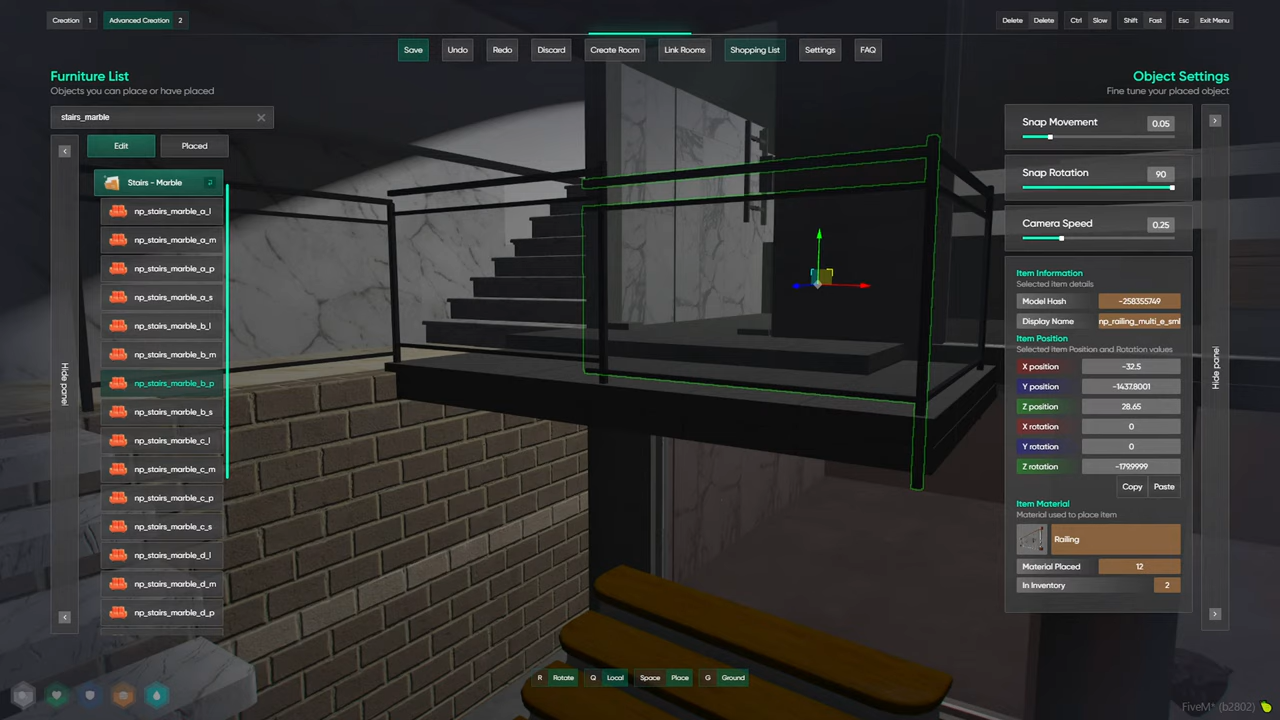 Creation 1 Advanced Creation 2
Delete Delete Ctrl Slow Shift Fast Esc Exit Menu
Save Undo Redo Discard Create Room Link Rooms Shopping List Settings FAQ
Furniture List
Objects you can place or have placed
stairs_marble
Edit Placed
Stairs - Marble
np_stairs_marble_a_l
np_stairs_marble_a_m
np_stairs_marble_a_p
np_stairs_marble_a_s
np_stairs_marble_b_l
np_stairs_marble_b_m
np_stairs_marble_b_p
np_stairs_marble_b_s
np_stairs_marble_c_l
np_stairs_marble_c_m
np_stairs_marble_c_p
np_stairs_marble_c_s
np_stairs_marble_d_l
np_stairs_marble_d_m
np_stairs_marble_d_p
Hide panel
Object Settings
Fine tune your placed object
Snap Movement 0.05
Snap Rotation 90
Camera Speed 0.25
Item Information
Selected item details
Model Hash -258355749
Display Name np_railing_multi_e_sml
Item Position
Selected item Position and Rotation values
X position -32.5
Y position -1437.8001
Z position 28.65
X rotation 0
Y rotation 0
Z rotation -179.9999
Copy Paste
Item Material
Material used to place item
Railing
Material Placed 12
In Inventory 2
Hide panel
R Rotate Q Local Space Place G Ground
FiveM* (b2802)